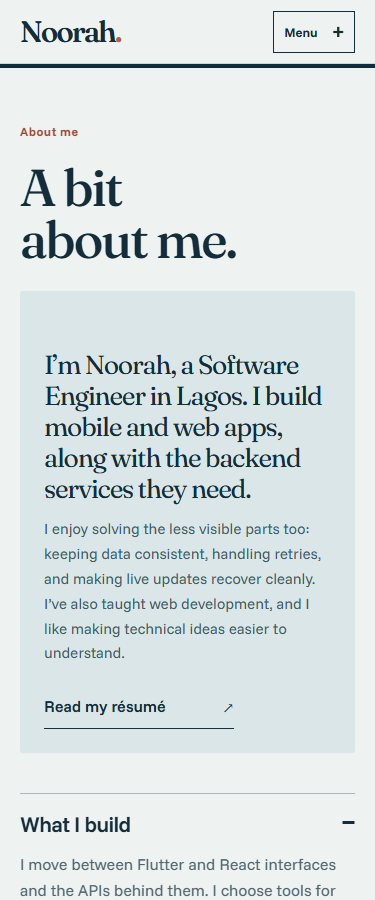 Noorah.
Menu +
About me
A bit
about me.
I’m Noorah, a Software
Engineer in Lagos. I build
mobile and web apps,
along with the backend
services they need.
I enjoy solving the less visible parts too:
keeping data consistent, handling retries,
and making live updates recover cleanly.
I’ve also taught web development, and I
like making technical ideas easier to
understand.
Read my résumé ↗
What I build −
I move between Flutter and React interfaces
and the APIs behind them. I choose tools for